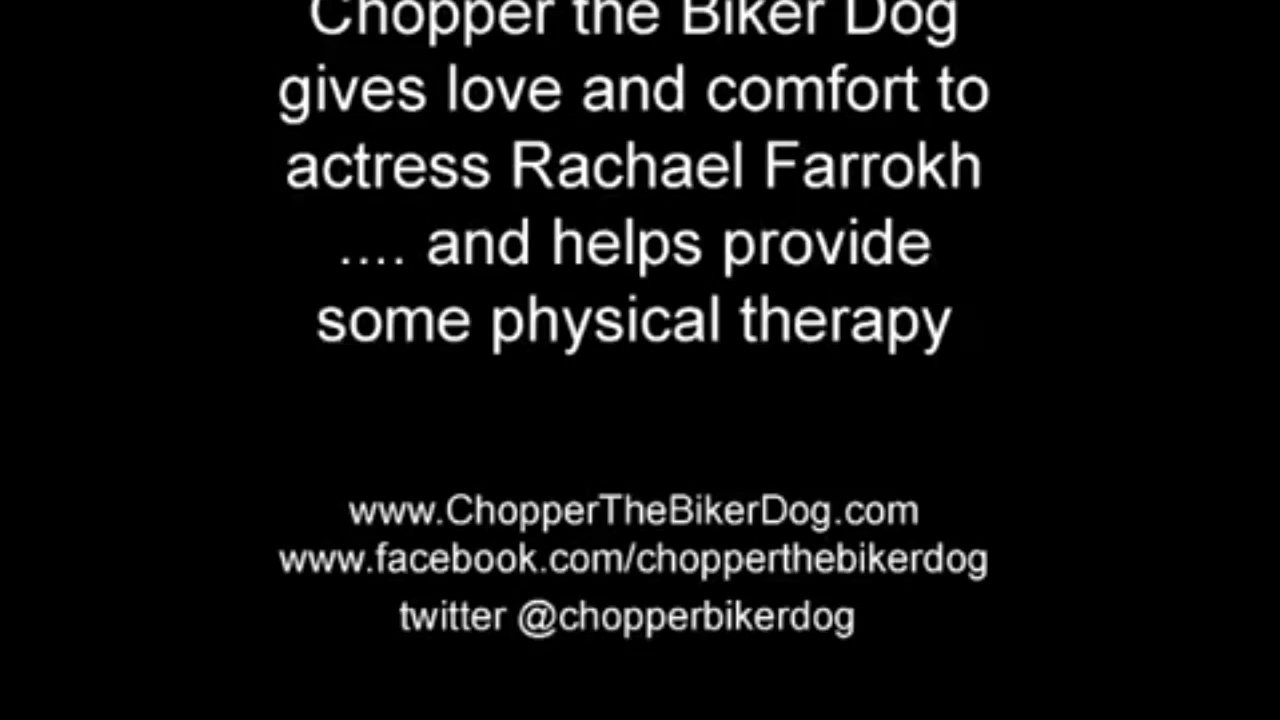 Chopper the Biker Dog
gives love and comfort to
actress Rachael Farrokh
.... and helps provide
some physical therapy
www.ChopperTheBikerDog.com
www.facebook.com/chopperthebikerdog
twitter @chopperbikerdog